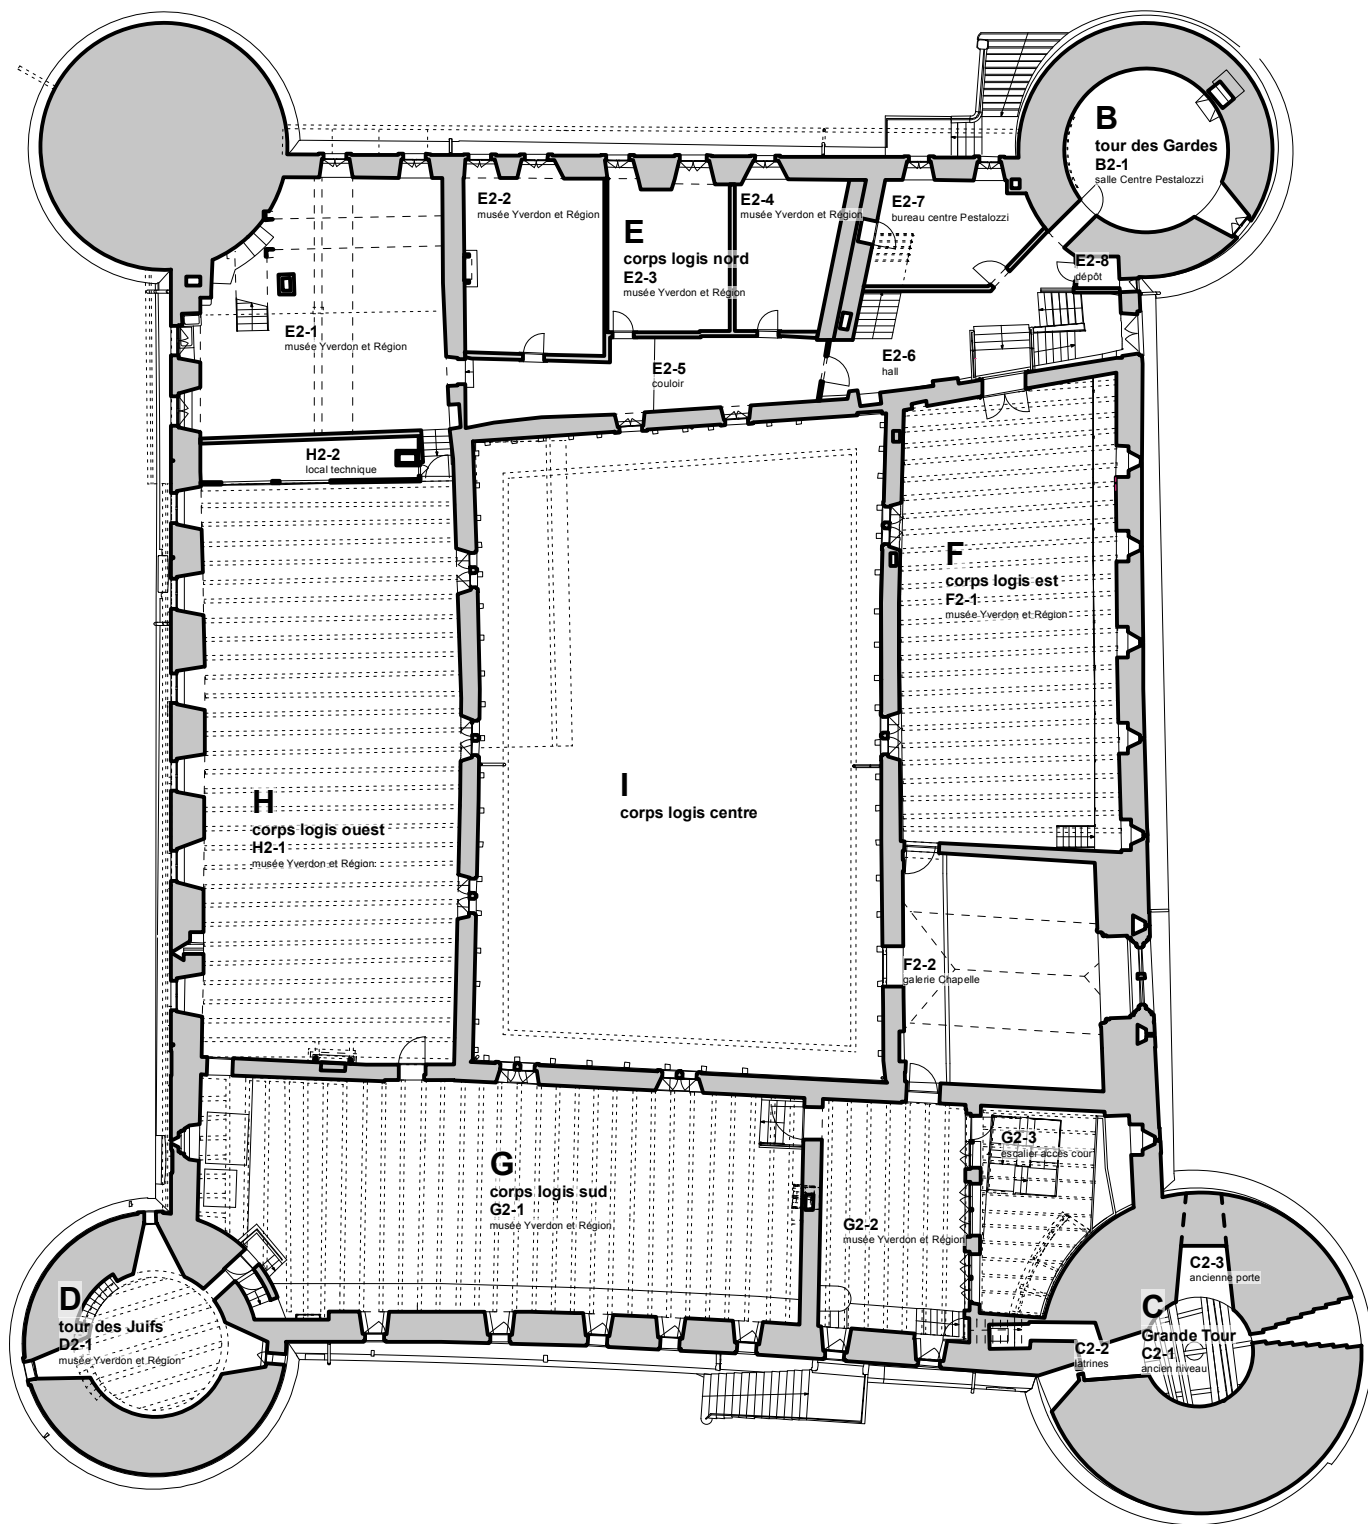 B
tour des Gardes
B2-1
salle Centre Pestalozzi
E2-2
musée Yverdon et Région
E
corps logis nord
E2-3
musée Yverdon et Région
E2-4
musée Yverdon et Région
E2-7
bureau centre Pestalozzi
E2-8
dépôt
E2-1
musée Yverdon et Région
E2-5
couloir
E2-6
hall
H2-2
local technique
F
corps logis est
F2-1
musée Yverdon et Région
I
corps logis centre
H
corps logis ouest
H2-1
musée Yverdon et Région
F2-2
galerie Chapelle
G
corps logis sud
G2-1
musée Yverdon et Région
G2-2
musée Yverdon et Région
G2-3
escalier accès cour
D
tour des Juifs
D2-1
musée Yverdon et Région
C2-3
ancienne porte
C
Grande Tour
C2-1
ancien niveau
C2-2
latrines